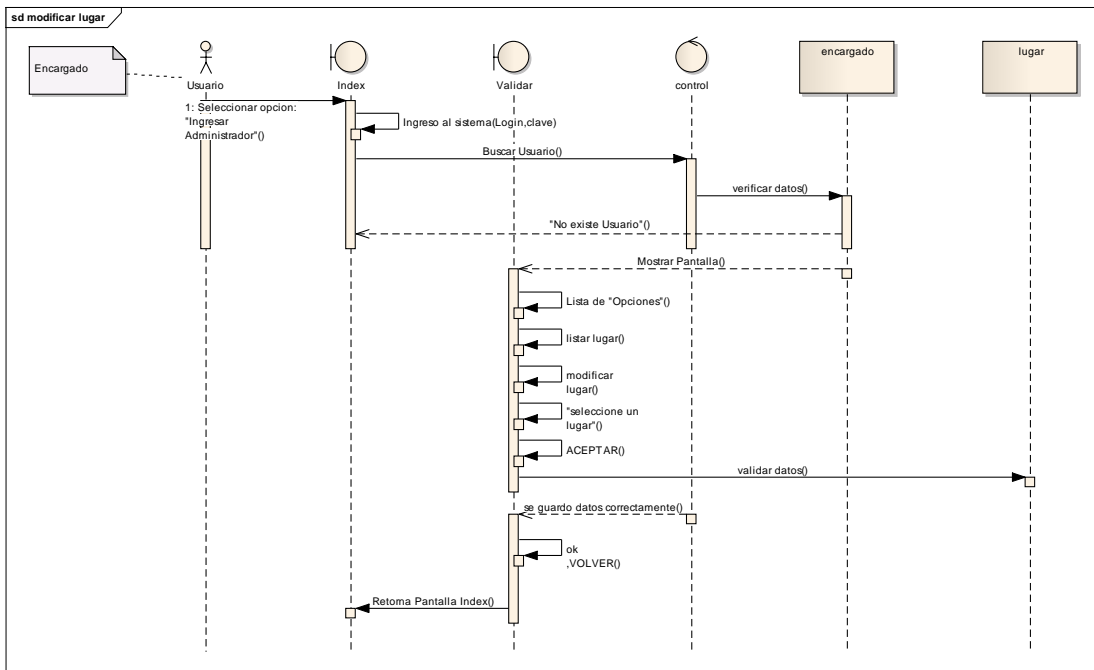 sd modificar lugar
Encargado
Usuario
Index
Validar
control
encargado
lugar
1: Seleccionar opcion:
"Ingresar
Administrador"()
Ingreso al sistema(Login,clave)
Buscar Usuario()
verificar datos()
"No existe Usuario"()
Mostrar Pantalla()
Lista de "Opciones"()
listar lugar()
modificar
lugar()
"seleccione un
lugar"()
ACEPTAR()
validar datos()
se guardo datos correctamente()
ok
,VOLVER()
Retorna Pantalla Index()